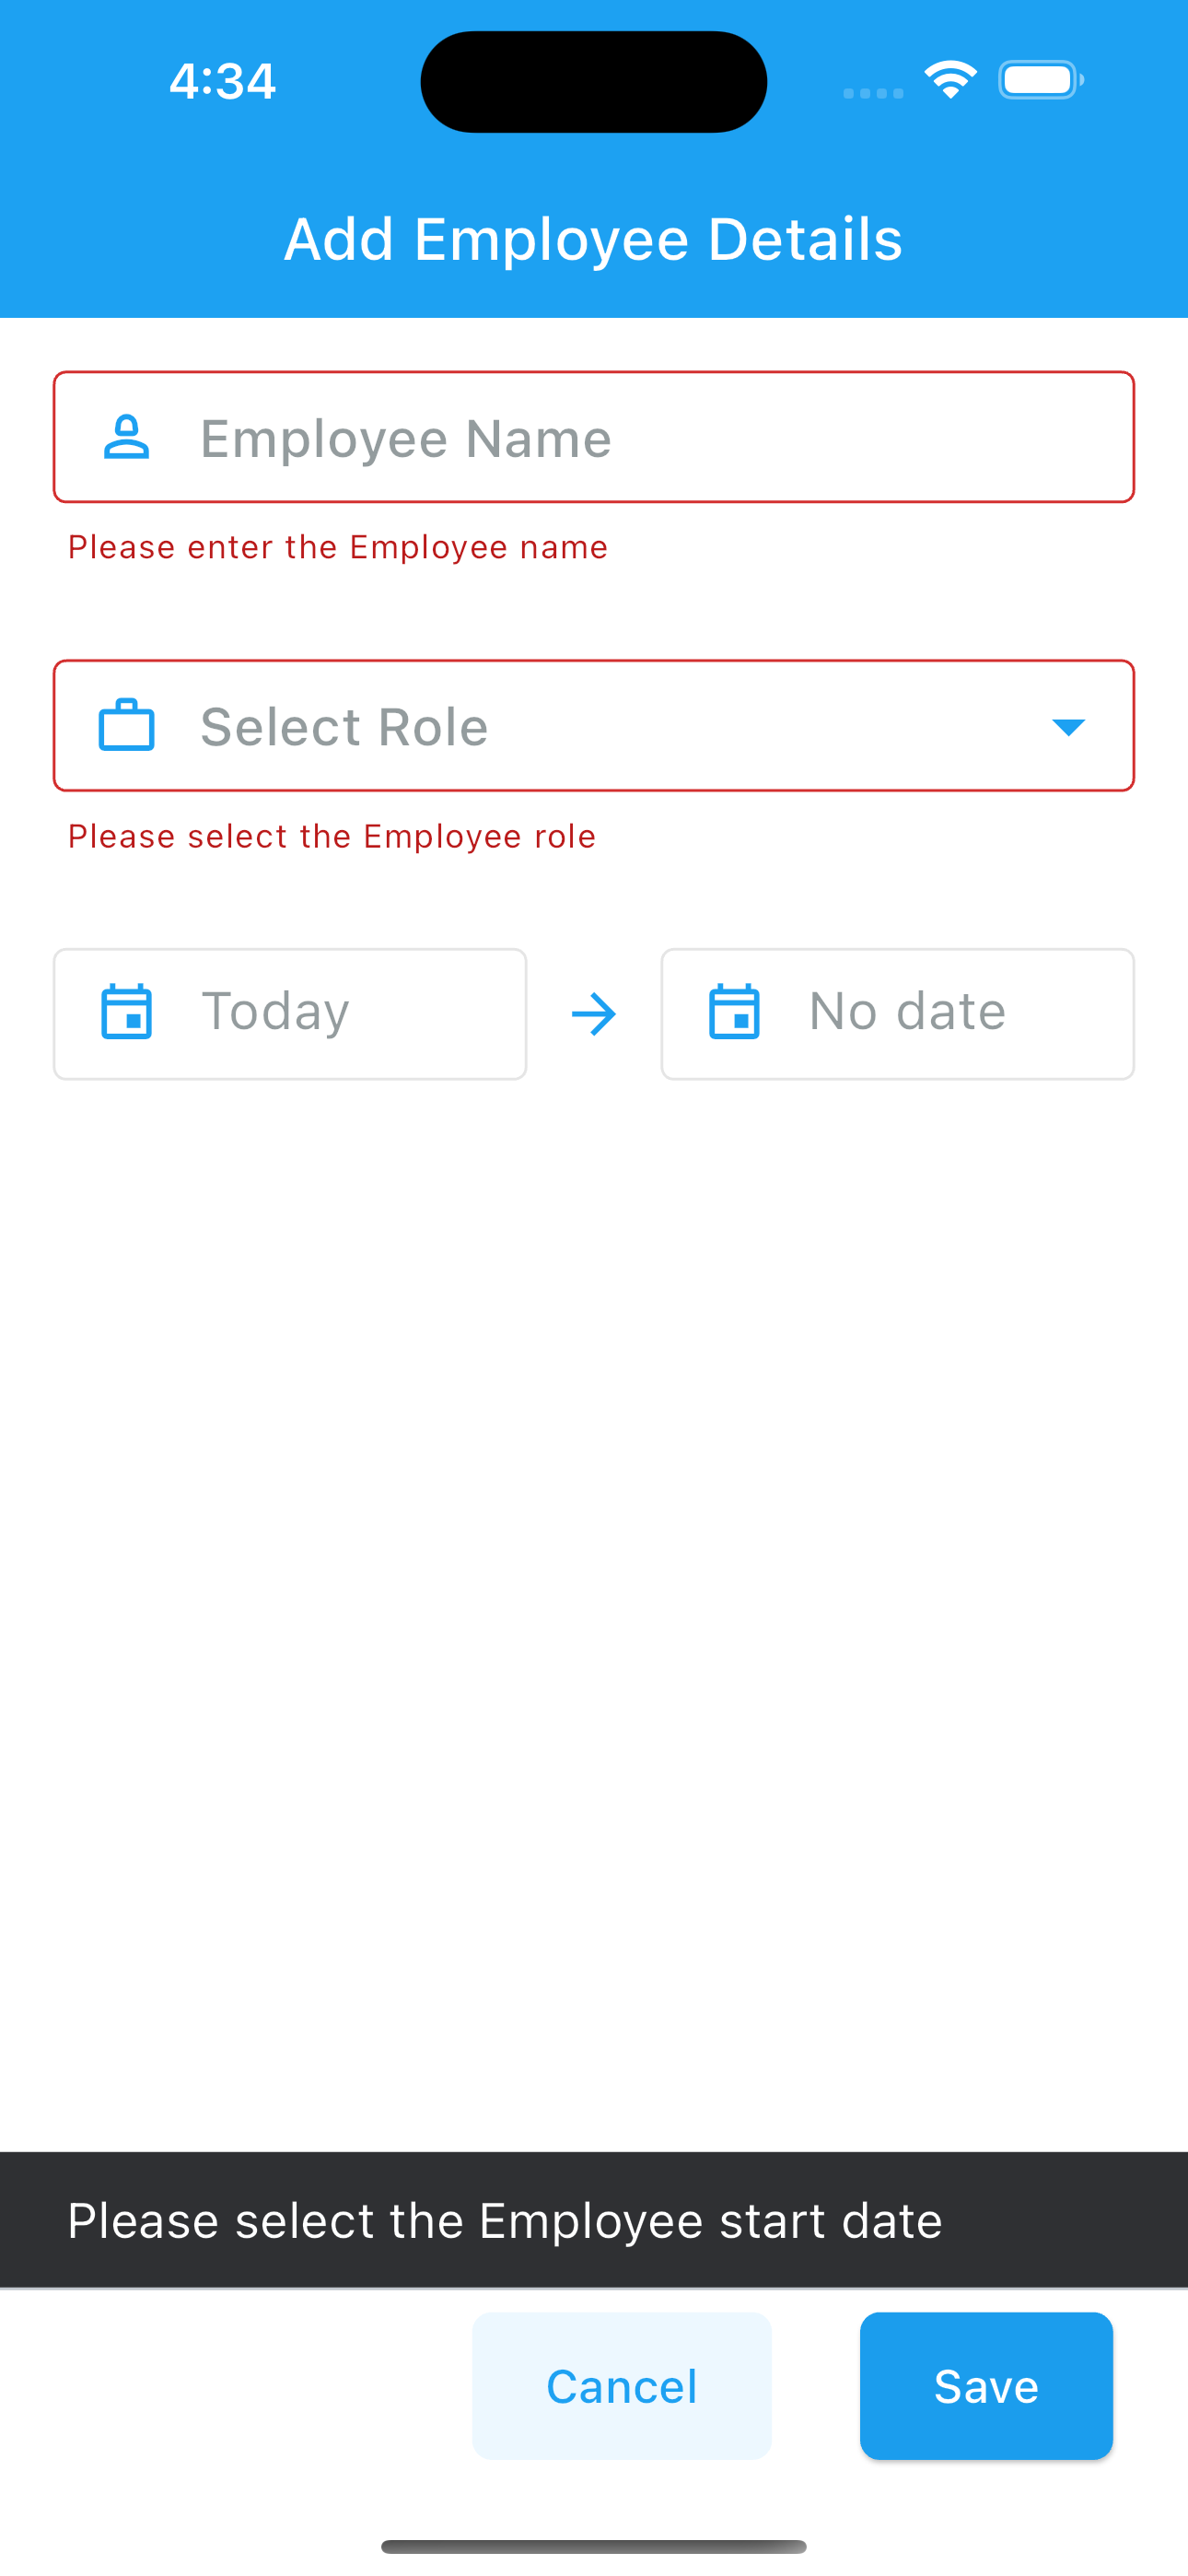 4:34
Add Employee Details
Employee Name
Please enter the Employee name
Select Role
Please select the Employee role
Today
No date
Please select the Employee start date
Cancel
Save